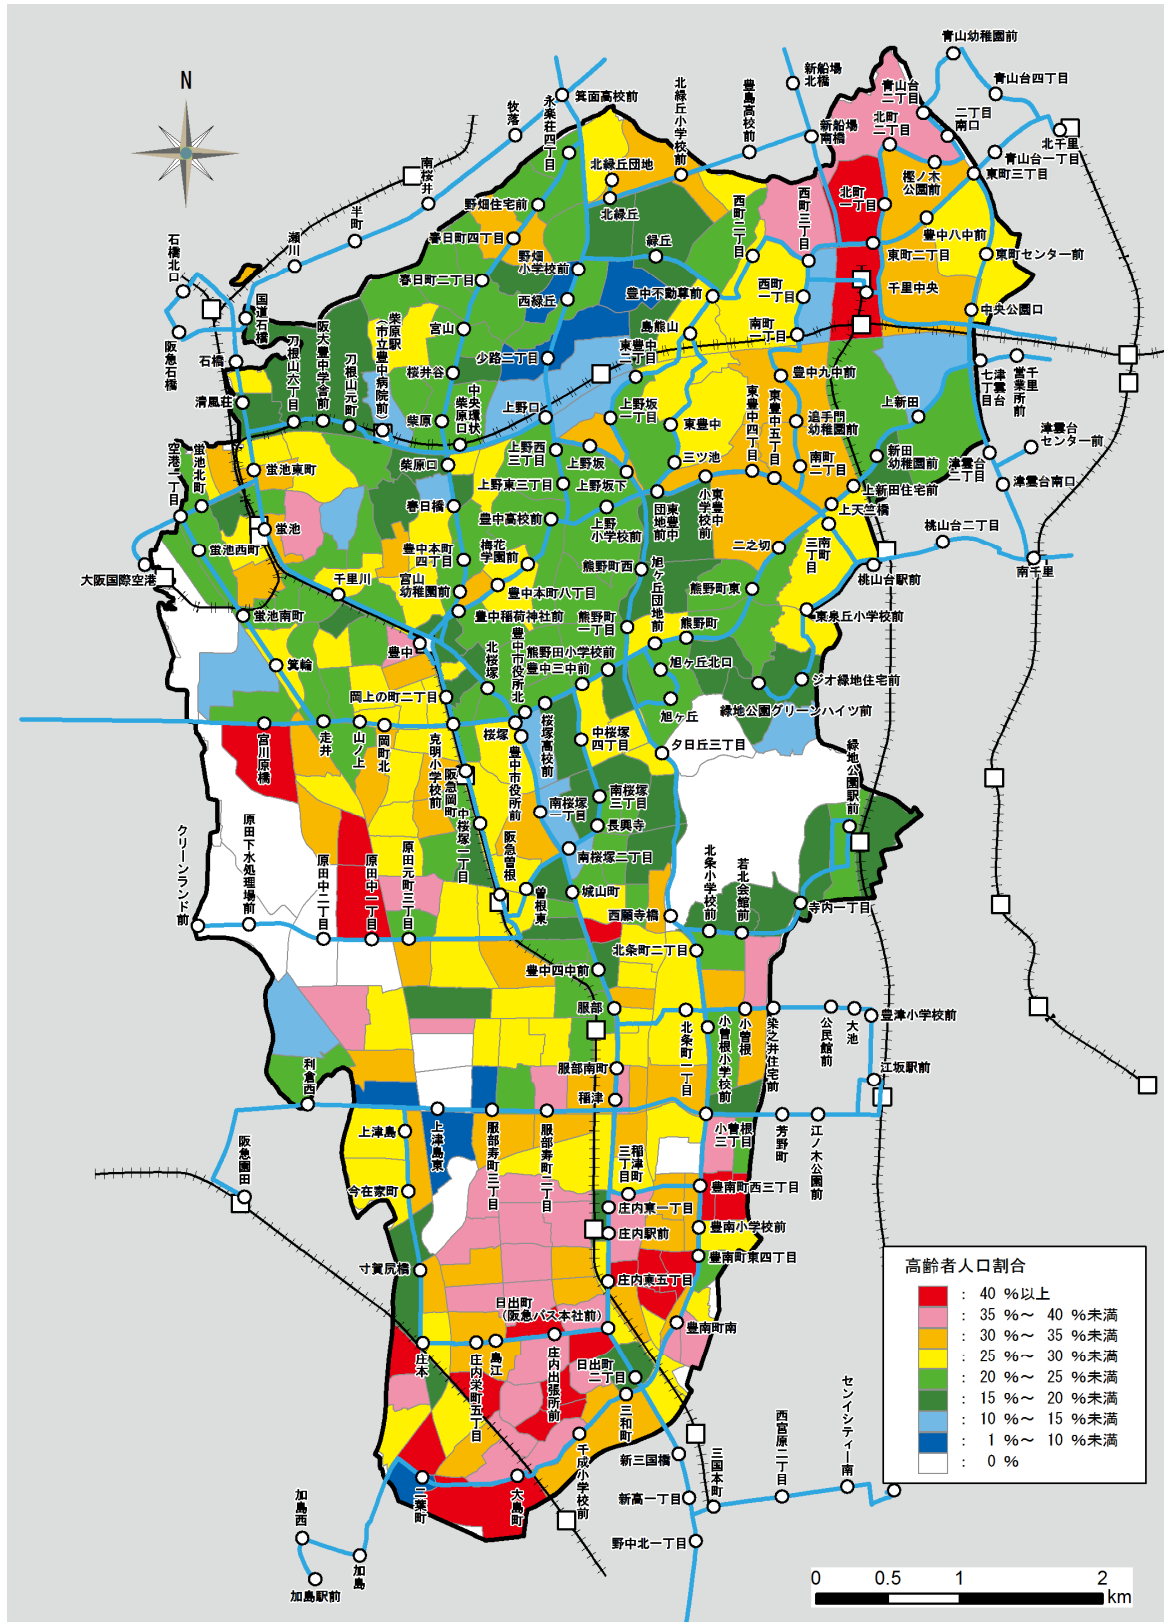 青山幼稚園前
N
新船場
北橋
青山台四丁目
北緑丘小学校前
豊島高校前
青山台
二丁目
箕面高校前
永楽荘四丁目
牧落
二丁目
南口
北町
二丁目
新船場
南橋
北千里
青山台一丁目
南桜井
北緑丘団地
樫ノ木
公園前
東町三丁目
西町三丁目
北町
一丁目
西町二丁目
野畑住宅前
半町
北緑丘
瀬川
春日町四丁目
緑丘
豊中八中前
石橋北口
野畑
小学校前
東町二丁目
東町センター前
春日町二丁目
豊中不動尊前
西町
一丁目
千里中央
国道石橋
西緑丘
中央公園口
柴原駅
(市立豊中病院前)
阪大豊中学舎前
宮山
島熊山
南町
一丁目
刀根山六丁目
刀根山元町
阪急石橋
石橋
少路二丁目
東豊中
二丁目
桜井谷
豊中九中前
七丁目
津雲台
千里
営業所前
中央環状
柴原口
清風荘
上野口
上野坂
一丁目
東豊中四丁目
東豊中五丁目
上新田
柴原
東豊中
追手門
幼稚園前
津雲台
センター前
空港一丁目
蛍池北町
蛍池東町
柴原口
上野西
三丁目
上野坂
三ツ池
南町
二丁目
新田
幼稚園前
津雲台
二丁目
上野東三丁目
上野坂下
東豊中
団地前
東豊中
小学校前
上新田住宅前
津雲台南口
春日橋
上天竺橋
蛍池
豊中高校前
上野
小学校前
桃山台二丁目
蛍池西町
豊中本町
四丁目
梅花
学園前
二之切
南町
三丁目
熊野町西
旭ヶ丘団地前
大阪国際空港
千里川
宮山
幼稚園前
豊中本町八丁目
熊野町東
桃山台駅前
南千里
蛍池南町
豊中稲荷神社前
熊野町
一丁目
熊野町
東泉丘小学校前
豊中
豊中市役所北
熊野田小学校前
箕輪
北桜塚
豊中三中前
旭ヶ丘北口
ジオ緑地住宅前
岡上の町二丁目
旭ヶ丘
緑地公園グリーンハイツ前
宮川原橋
走井
山ノ上
岡町北
克明小学校前
桜塚
豊中市役所前
桜塚高校前
中桜塚
四丁目
夕日丘三丁目
緑地公園駅前
阪急岡町
中桜塚一丁目
南桜塚
一丁目
南桜塚
三丁目
クリーンランド前
原田下水処理場前
長興寺
阪急曽根
原田中二丁目
原田中一丁目
原田元町三丁目
南桜塚二丁目
北条小学校前
若北会館前
曽根東
城山町
西願寺橋
寺内一丁目
北条町二丁目
豊中四中前
服部
北条町一丁目
小曽根小学校前
小曽根
染之井住宅前
公民館前
大池
豊津小学校前
利倉西
服部南町
江坂駅前
稲津
阪急園田
上津島
上津島東
服部寿町三丁目
服部寿町二丁目
小曽根
三丁目
芳野町
江ノ木公園前
稲津町
三丁目
今在家町
豊南町西三丁目
庄内東一丁目
豊南小学校前
庄内駅前
豊南町東四丁目
寸賀尻橋
庄内東五丁目
日出町
(阪急バス本社前)
豊南町南
庄本
庄内栄町五丁目
島江
庄内出張所前
日出町
二丁目
三和町
センイシティー南
西宮原二丁目
新三国橋
三国本町
千成小学校前
加島西
二葉町
大島町
新高一丁目
野中北一丁目
加島
加島駅前
高齢者人口割合
: 40 %以上
: 35 %~ 40 %未満
: 30 %~ 35 %未満
: 25 %~ 30 %未満
: 20 %~ 25 %未満
: 15 %~ 20 %未満
: 10 %~ 15 %未満
: 1 %~ 10 %未満
: 0 %
0 0.5 1 2
km